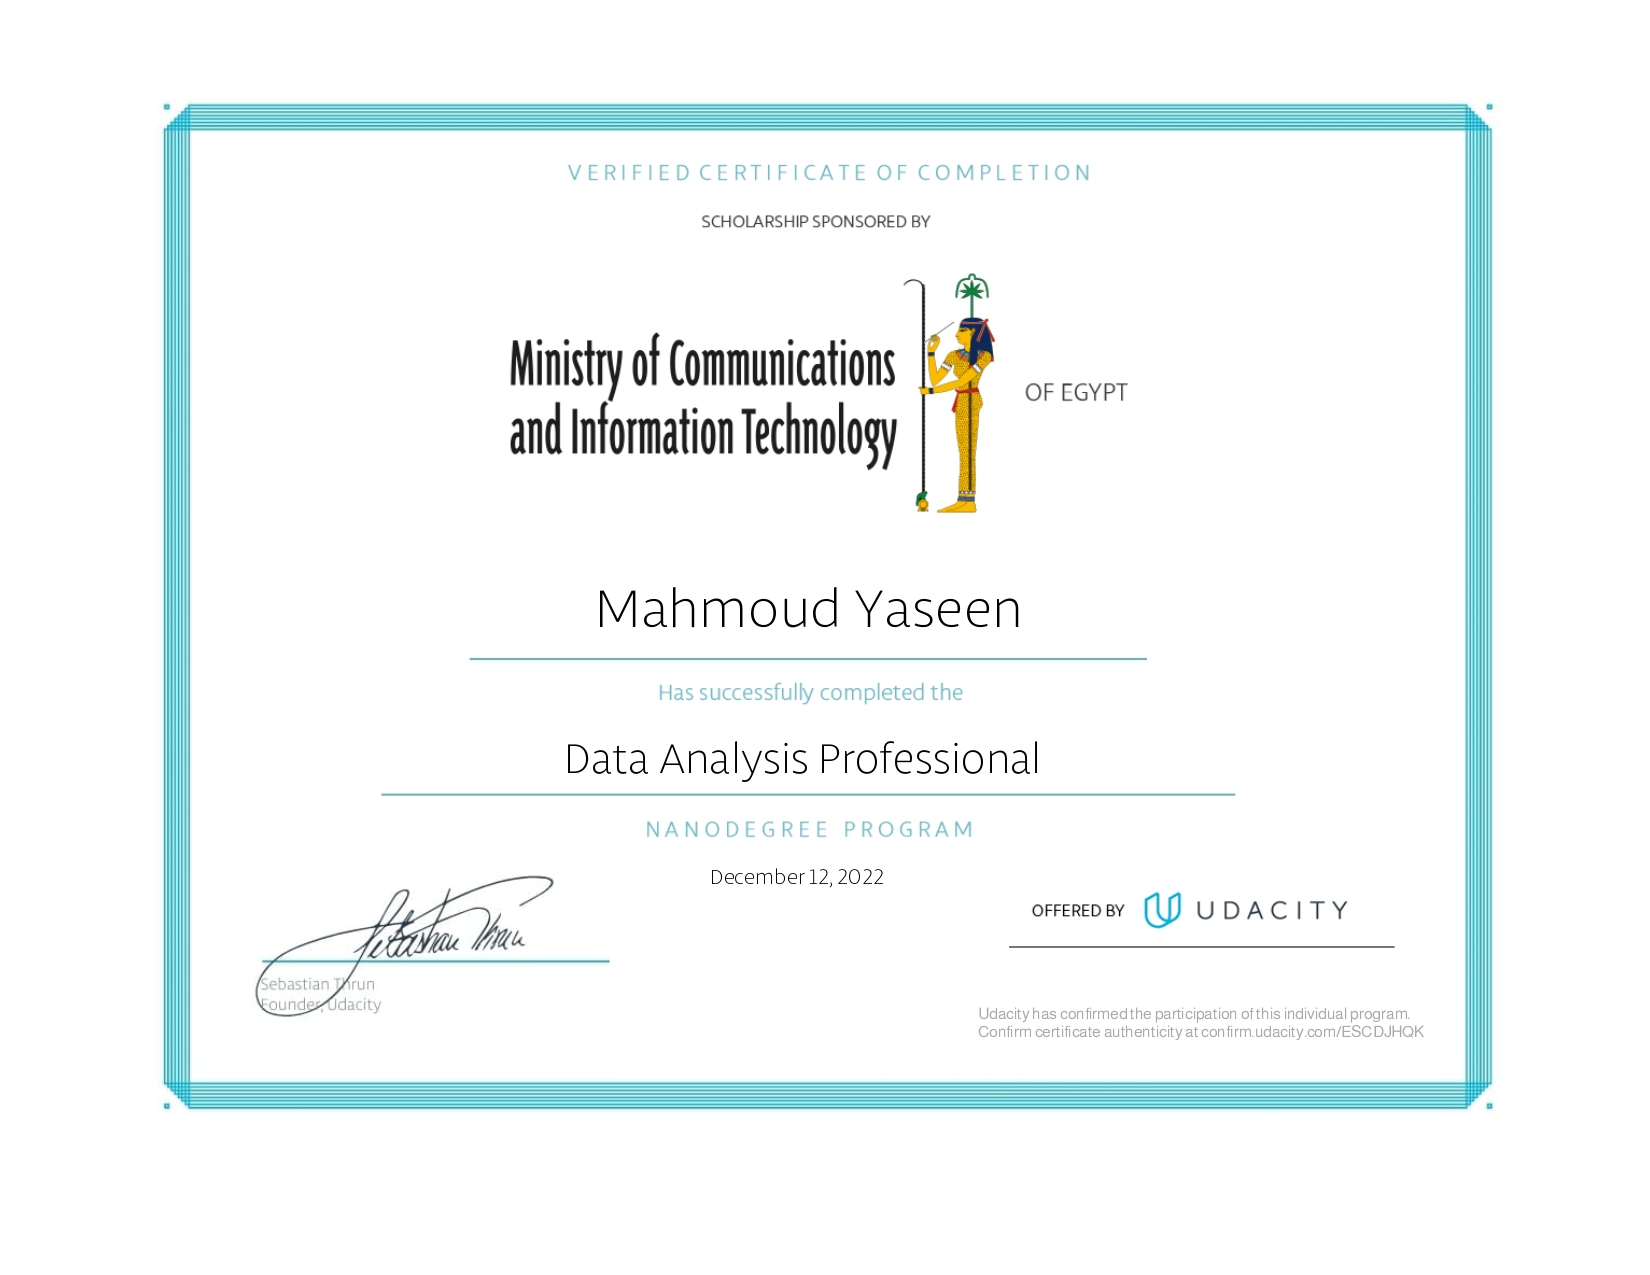 VERIFIED CERTIFICATE OF COMPLETION
SCHOLARSHIP SPONSORED BY
Ministry of Communications
and Information Technology
OF EGYPT
Mahmoud Yaseen
Has successfully completed the
Data Analysis Professional
NANODEGREE PROGRAM
December 12, 2022
Sebastian Thrun
Sebastian Thrun
Founder, Udacity
OFFERED BY UDACITY
Udacity has confirmed the participation of this individual program.
Confirm certificate authenticity at confirm.udacity.com/ESCDJHQK